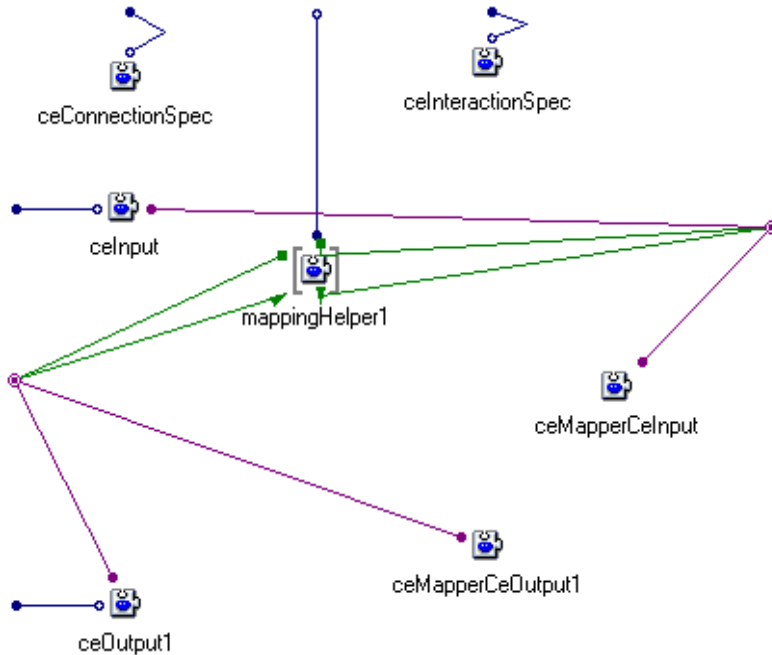 ceConnectionSpec
ceInteractionSpec
ceInput
mappingHelper1
ceMapperCeInput
ceMapperCeOutput1
ceOutput1